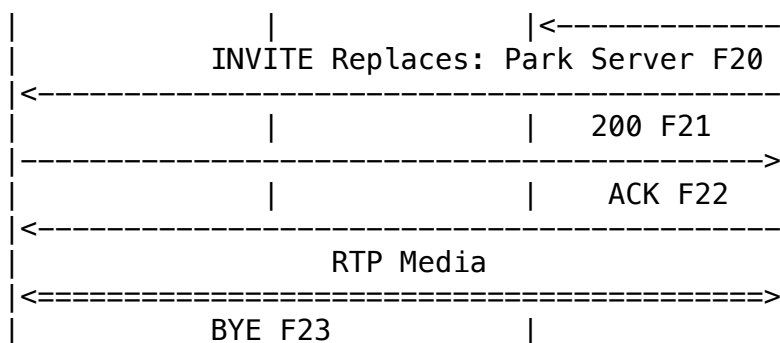 |              |              |<-------------
|           INVITE Replaces: Park Server F20
|<-------------------------------------------
|              |              |   200 F21
|------------------------------------------->
|              |              |    ACK F22
|<-------------------------------------------
|                  RTP Media
|<==========================================>
|           BYE F23           |